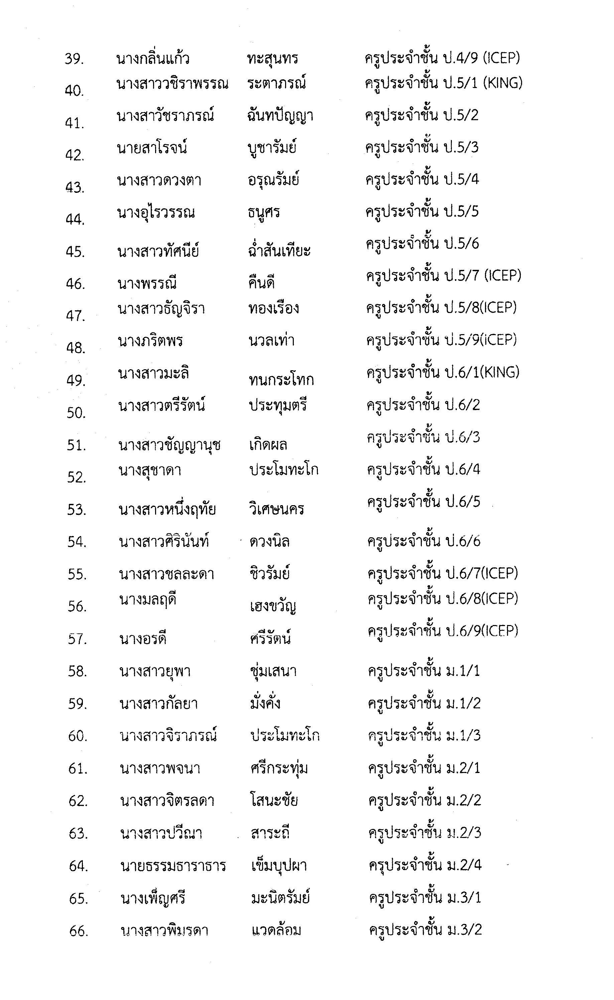 39. นางกลิ่นแก้ว ทะสุนทร ครูประจำชั้น ป.4/9 (ICEP)
40. นางสาววชิราพรรณ ระตาภรณ์ ครูประจำชั้น ป.5/1 (KING)
41. นางสาวัชราภรณ์ ฉันทปัญญา ครูประจำชั้น ป.5/2
42. นายสาโรจน์ บูชารัมย์ ครูประจำชั้น ป.5/3
43. นางสาวดวงตา อรุณรัมย์ ครูประจำชั้น ป.5/4
44. นางอุไรวรรณ ธนูศร ครูประจำชั้น ป.5/5
45. นางสาวทัศนีย์ ฉ่ำสันเทียะ ครูประจำชั้น ป.5/6
46. นางพรรณี คืนดี ครูประจำชั้น ป.5/7 (ICEP)
47. นางสาวธัญจิรา ทองเรือง ครูประจำชั้น ป.5/8(ICEP)
48. นางภริตพร นวลเท่า ครูประจำชั้น ป.5/9(ICEP)
49. นางสาวมะลิ ทนกระโทก ครูประจำชั้น ป.6/1(KING)
50. นางสาวตรีรัตน์ ประทุมตรี ครูประจำชั้น ป.6/2
51. นางสาวชัญญานุช เกิดผล ครูประจำชั้น ป.6/3
52. นางสุชาดา ประโมทะโก ครูประจำชั้น ป.6/4
53. นางสาวหนึ่งฤทัย วิเศษนคร ครูประจำชั้น ป.6/5
54. นางสาวศิรินันท์ ดวงนิล ครูประจำชั้น ป.6/6
55. นางสาวชลละดา ชิวรัมย์ ครูประจำชั้น ป.6/7(ICEP)
56. นางมลฤดี เฮงขวัญ ครูประจำชั้น ป.6/8(ICEP)
57. นางอรดี ศรีรัตน์ ครูประจำชั้น ป.6/9(ICEP)
58. นางสาวยุพา ชุ่มเสนา ครูประจำชั้น ม.1/1
59. นางสาวกัลยา มั่งคั่ง ครูประจำชั้น ม.1/2
60. นางสาวจิราภรณ์ ประโมทะโก ครูประจำชั้น ม.1/3
61. นางสาวพจนา ศรีกระทุ่ม ครูประจำชั้น ม.2/1
62. นางสาวจิตรลดา โสนะชัย ครูประจำชั้น ม.2/2
63. นางสาวปวีณา สาระถี ครูประจำชั้น ม.2/3
64. นายธรรมธาราธาร เข็มบุปผา ครุประจำชั้น ม.2/4
65. นางเพ็ญศรี มะนิตรัมย์ ครูประจำชั้น ม.3/1
66. นางสาวพิมรดา แวดล้อม ครูประจำชั้น ม.3/2